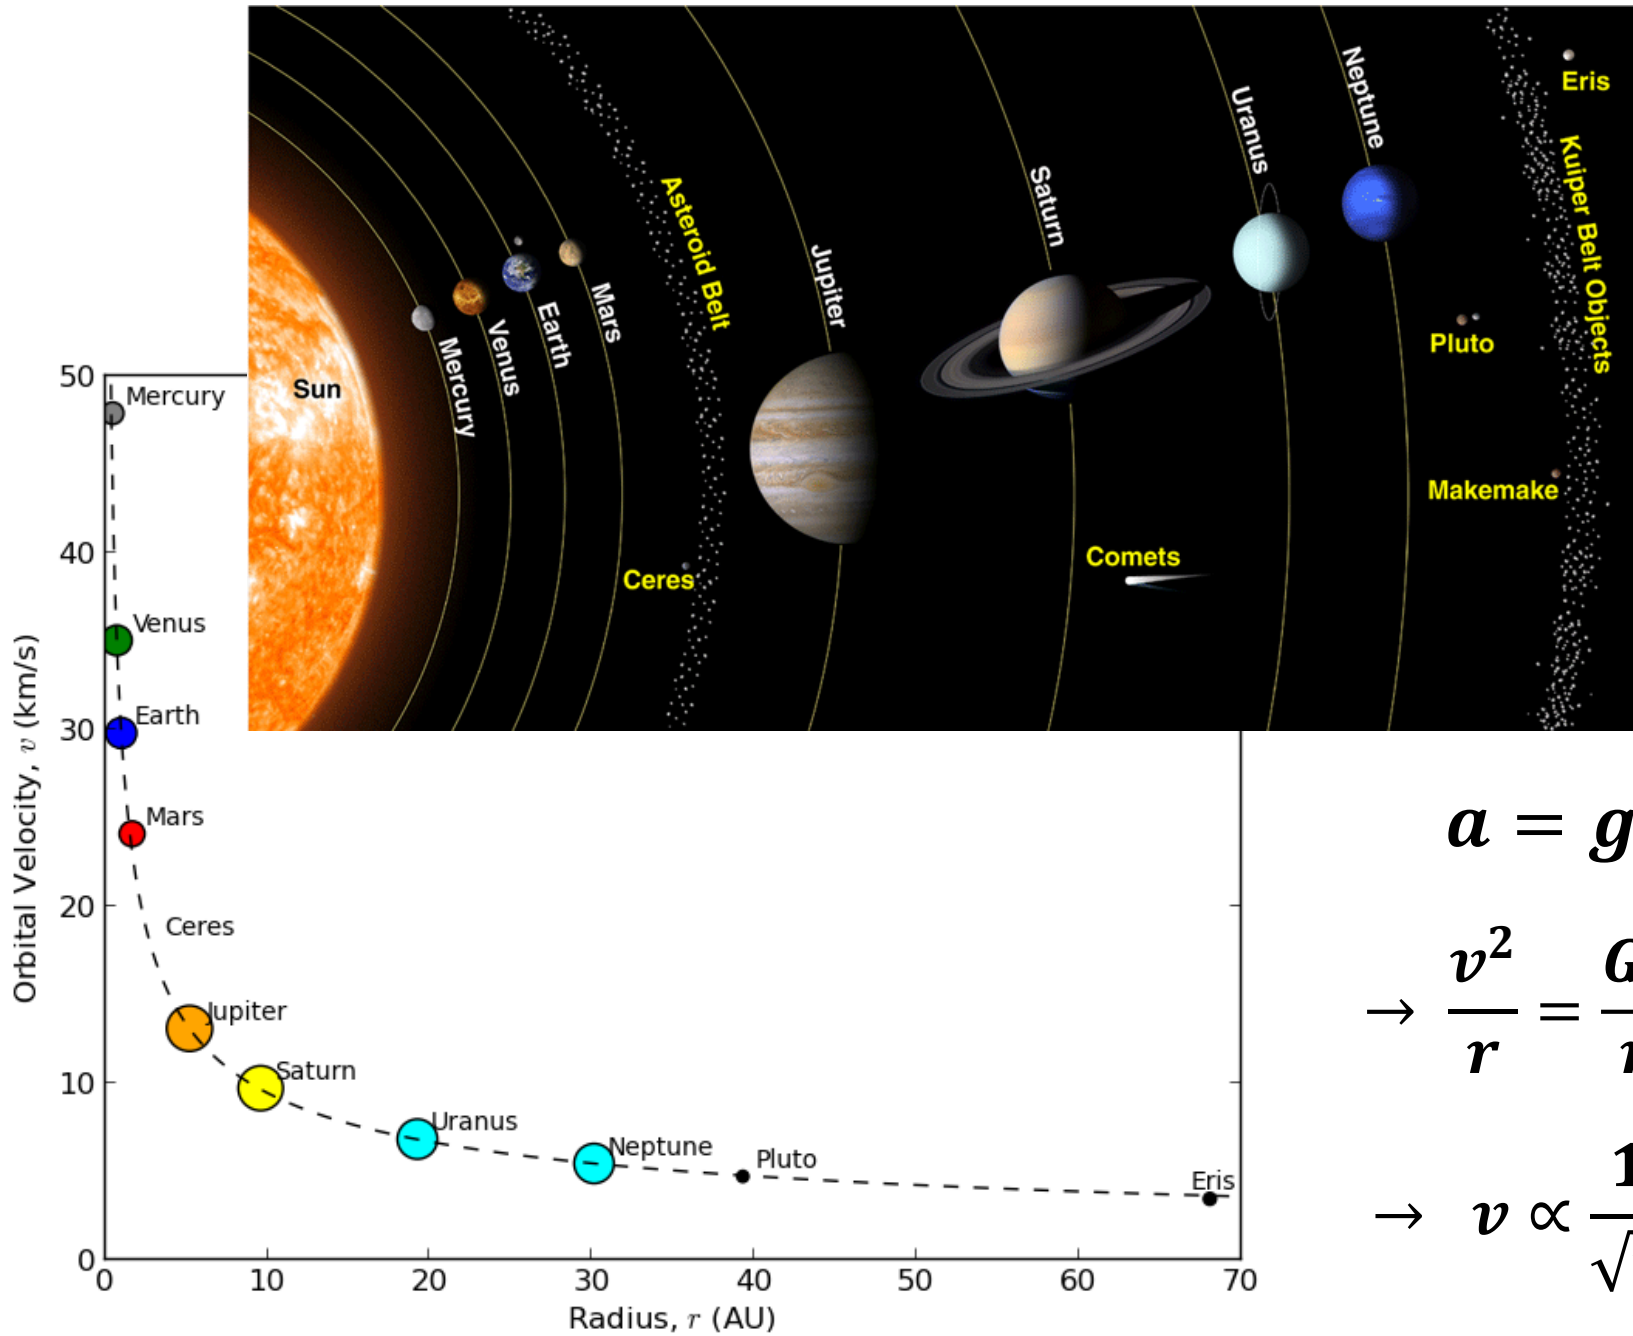 Eris
Neptune
Uranus
Kuiper Belt Objects
Saturn
Asteroid Belt
Jupiter
Mars
Earth
Venus
Mercury
Pluto
Sun
Makemake
Comets
Ceres
50
40
30
20
10
0
Orbital Velocity, v (km/s)
Mercury
Venus
Earth
Mars
Ceres
Jupiter
Saturn
Uranus
Neptune
Pluto
Eris
0 10 20 30 40 50 60 70
Radius, r (AU)
a = g
→ v²/r = G
→ v ∝ 1/√